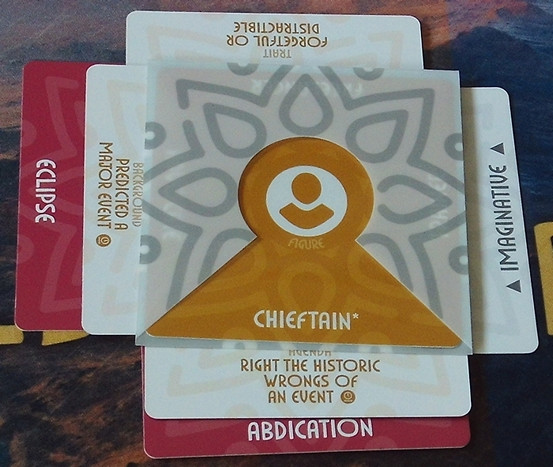 FORGETFUL OR
DISTRACTIBLE
TRAIT
ECLIPSE
BACKGROUND
PREDICTED A
MAJOR EVENT
IMAGINATIVE
FIGURE
CHIEFTAIN*
AGENDA
RIGHT THE HISTORIC
WRONGS OF
AN EVENT
ABDICATION